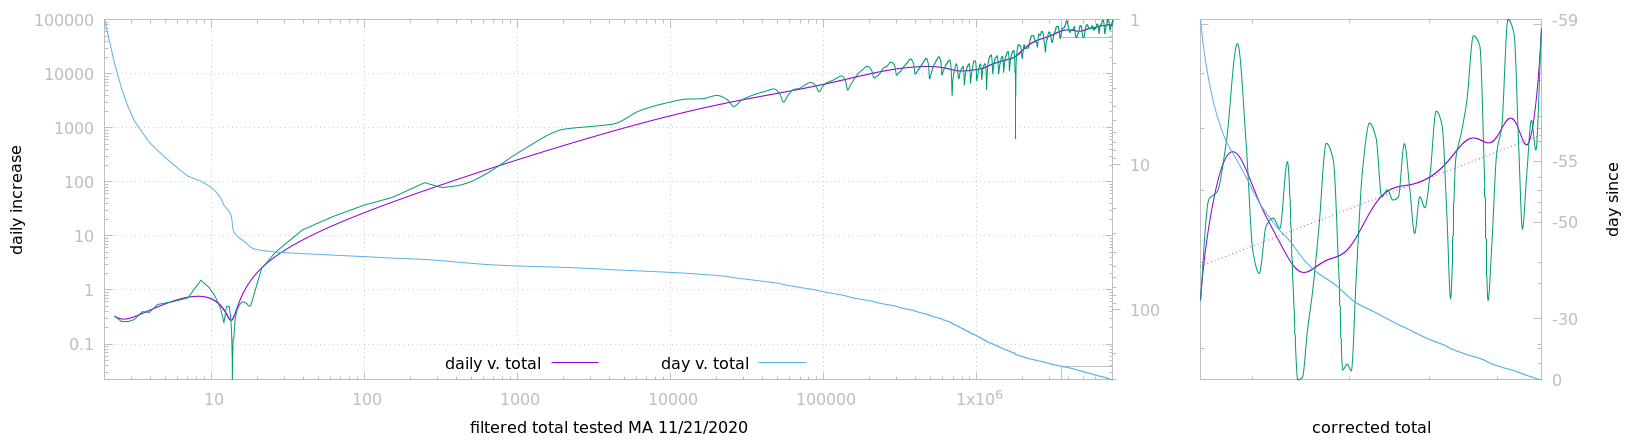 100000
10000
1000
100
10
1
0.1
daily increase
10
100
1000
10000
100000
1x10⁶
filtered total tested MA 11/21/2020
daily v. total
day v. total
1
10
100
-59
-55
-50
-30
0
day since
corrected total